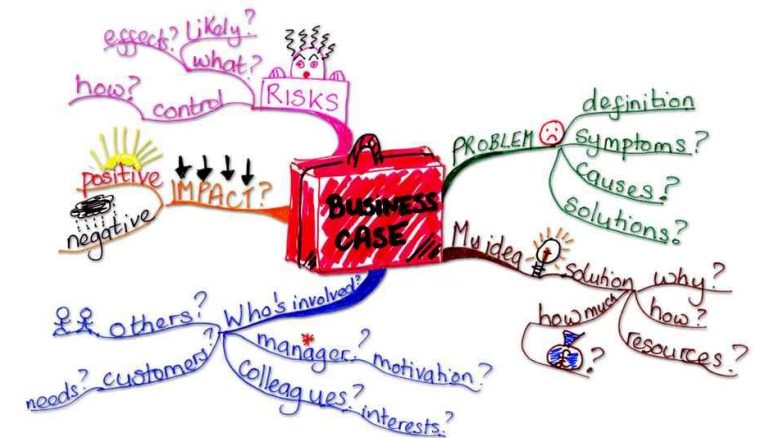 BUSINESS
CASE
PROBLEM
definition
symptoms?
causes?
solutions?
My idea
solution
why?
how?
resources?
how much
?
Who's involved?
manager?
motivation?
colleagues?
interests?
customers?
needs?
others?
IMPACT?
positive
negative
RISKS
what?
likely?
effect?
control
how?